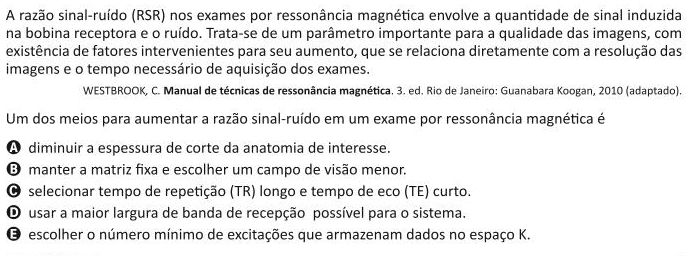 A razão sinal-ruído (RSR) nos exames por ressonância magnética envolve a quantidade de sinal induzida
na bobina receptora e o ruído. Trata-se de um parâmetro importante para a qualidade das imagens, com
existência de fatores intervenientes para seu aumento, que se relaciona diretamente com a resolução das
imagens e o tempo necessário de aquisição dos exames.
WESTBROOK, C. Manual de técnicas de ressonância magnética. 3. ed. Rio de Janeiro: Guanabara Koogan, 2010 (adaptado).
Um dos meios para aumentar a razão sinal-ruído em um exame por ressonância magnética é
A diminuir a espessura de corte da anatomia de interesse.
B manter a matriz fixa e escolher um campo de visão menor.
C selecionar tempo de repetição (TR) longo e tempo de eco (TE) curto.
D usar a maior largura de banda de recepção possível para o sistema.
E escolher o número mínimo de excitações que armazenam dados no espaço K.